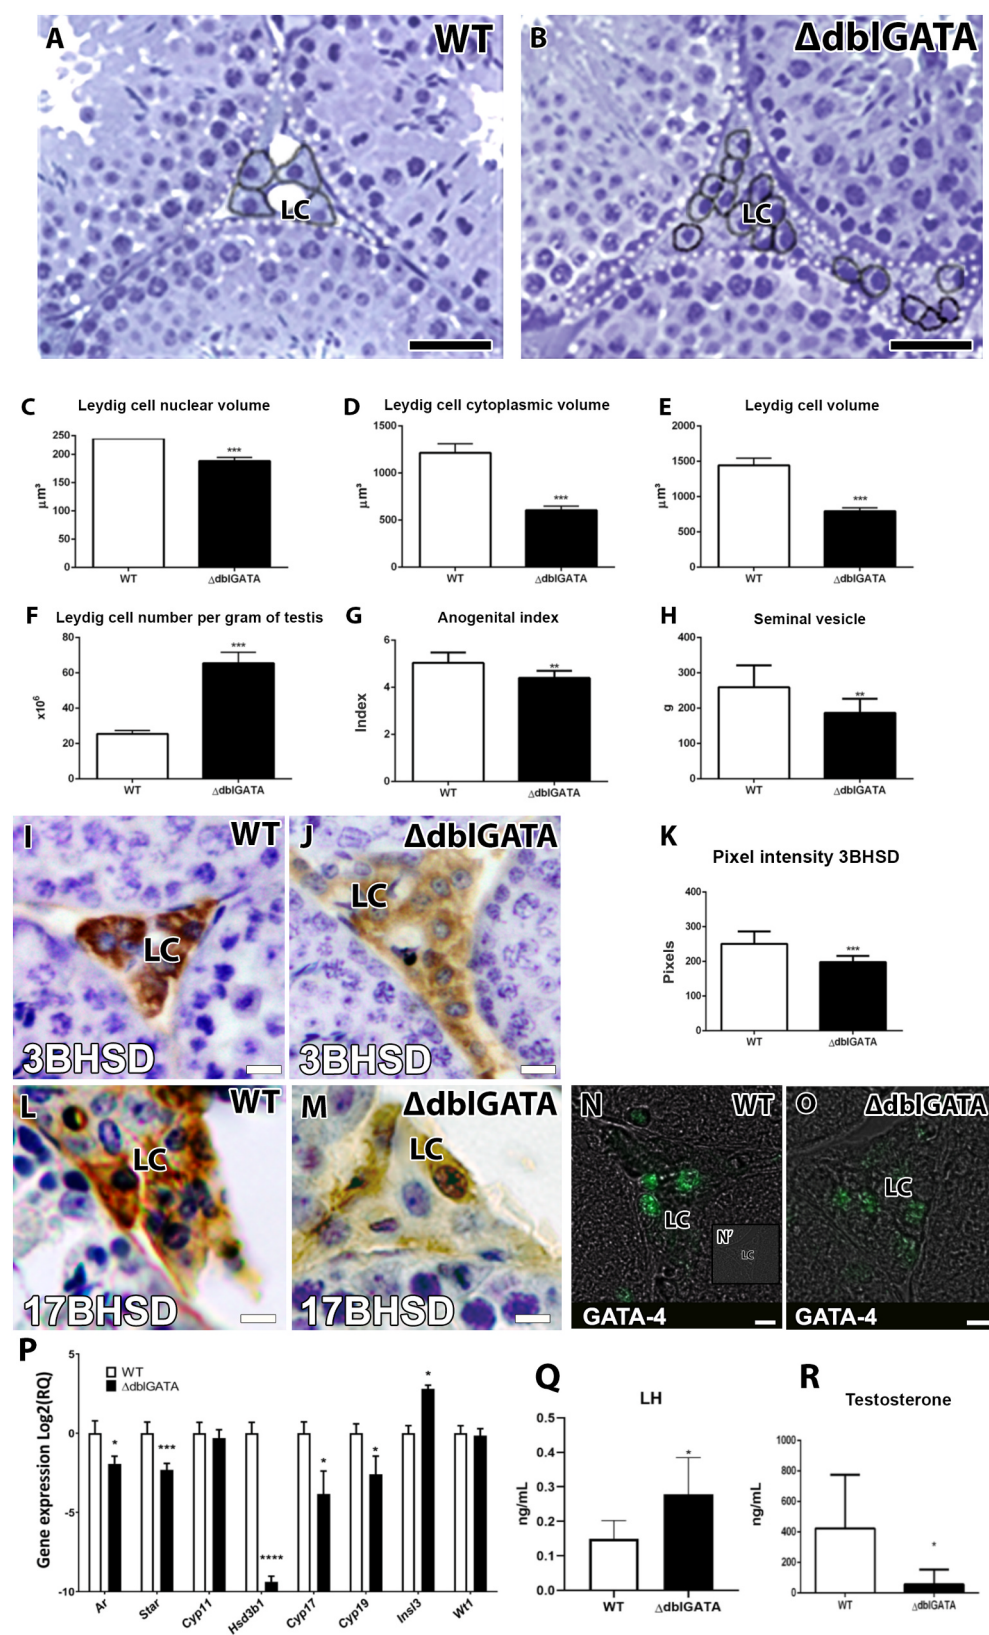 A
WT
LC
B
ΔdblGATA
LC
C
Leydig cell nuclear volume
250
200
150
100
50
0
μm³
***
WT
ΔdblGATA
D
Leydig cell cytoplasmic volume
1500
1000
500
0
μm³
***
WT
ΔdblGATA
E
Leydig cell volume
2000
1500
1000
500
0
μm³
***
WT
ΔdblGATA
F
Leydig cell number per gram of testis
80
60
40
20
0
x10⁶
***
WT
ΔdblGATA
G
Anogenital index
6
4
2
0
Index
**
WT
ΔdblGATA
H
Seminal vesicle
400
300
200
100
0
g
**
WT
ΔdblGATA
I
WT
LC
3BHSD
J
ΔdblGATA
LC
3BHSD
K
Pixel intensity 3BHSD
400
300
200
100
0
Pixels
***
WT
ΔdblGATA
L
WT
LC
17BHSD
M
ΔdblGATA
LC
17BHSD
N
WT
LC
N'
LC
GATA-4
O
ΔdblGATA
LC
GATA-4
P
5
0
-5
-10
Gene expression Log2(RQ)
WT
ΔdblGATA
*
***
****
*
*
*
Ar
Star
Cyp11
Hsd3b1
Cyp17
Cyp19
Insl3
Wt1
Q
LH
0.5
0.4
0.3
0.2
0.1
0.0
ng/mL
*
WT
ΔdblGATA
R
Testosterone
1000
800
600
400
200
0
ng/mL
*
WT
ΔdblGATA